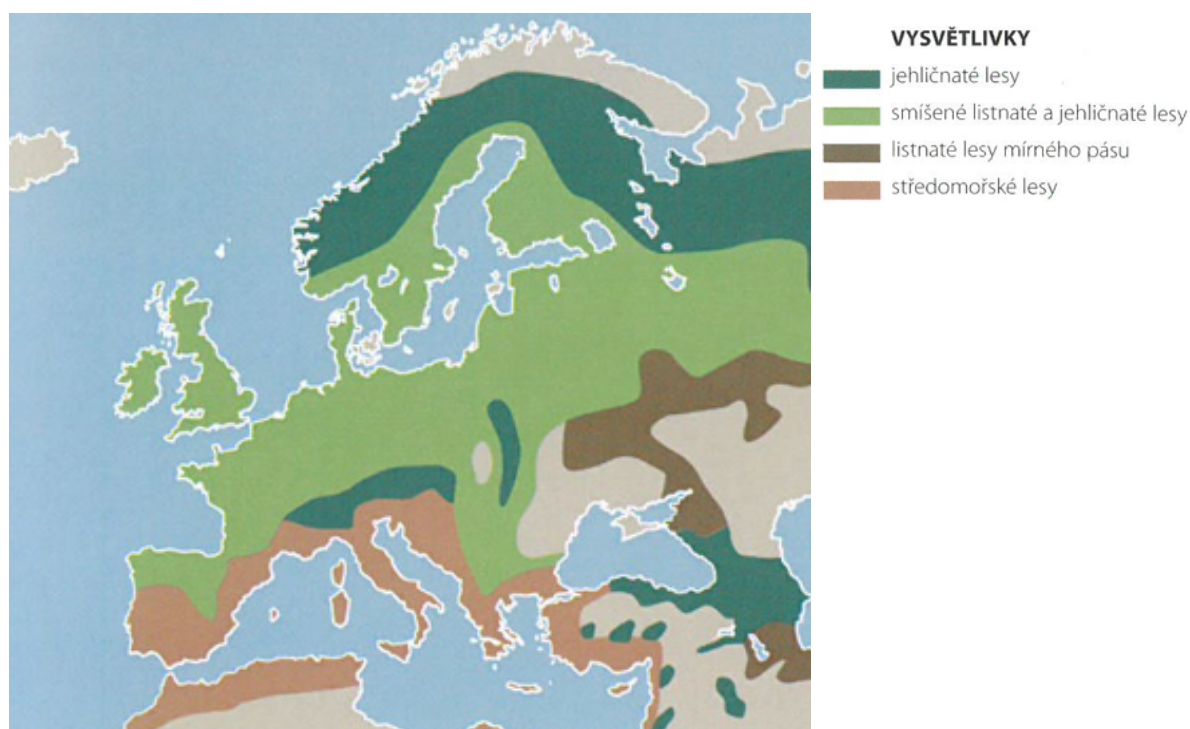 VYSVĚTLIVKY
jehličnaté lesy
smíšené listnaté a jehličnaté lesy
listnaté lesy mírného pásu
středomořské lesy